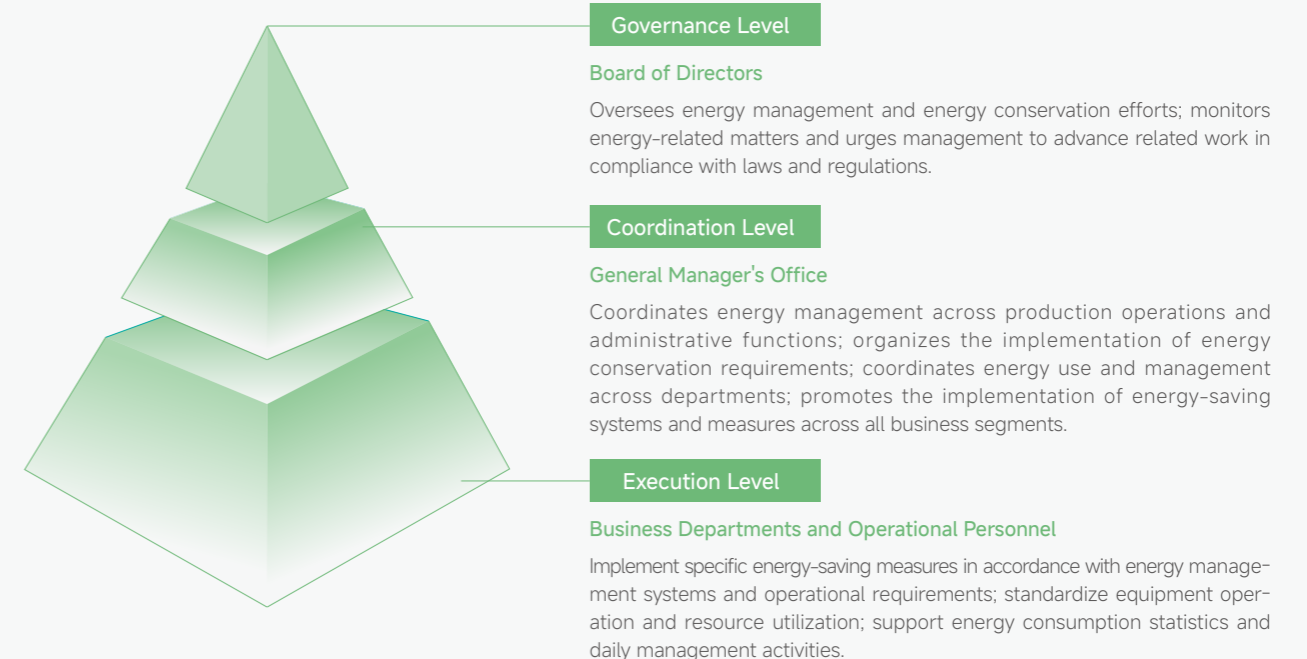 Governance Level
Board of Directors
Oversees energy management and energy conservation efforts; monitors
energy-related matters and urges management to advance related work in
compliance with laws and regulations.
Coordination Level
General Manager's Office
Coordinates energy management across production operations and
administrative functions; organizes the implementation of energy
conservation requirements; coordinates energy use and management
across departments; promotes the implementation of energy-saving
systems and measures across all business segments.
Execution Level
Business Departments and Operational Personnel
Implement specific energy-saving measures in accordance with energy manage-
ment systems and operational requirements; standardize equipment oper-
ation and resource utilization; support energy consumption statistics and
daily management activities.